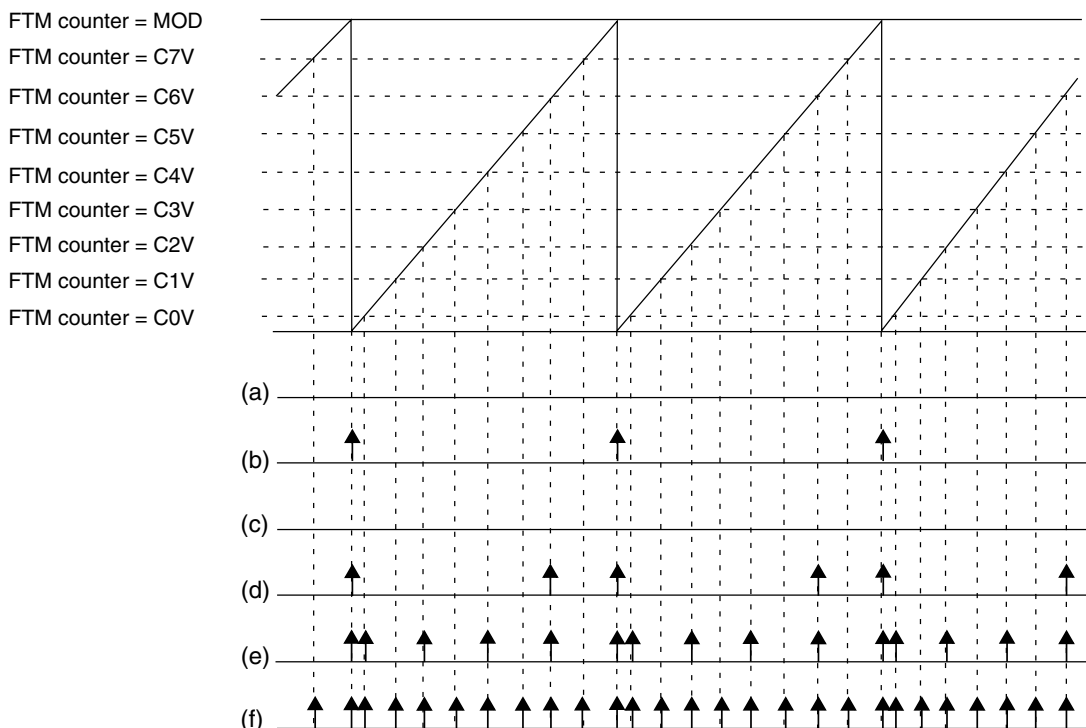 FTM counter = MOD
FTM counter = C7V
FTM counter = C6V
FTM counter = C5V
FTM counter = C4V
FTM counter = C3V
FTM counter = C2V
FTM counter = C1V
FTM counter = C0V
(a)
(b)
(c)
(d)
(e)
(f)